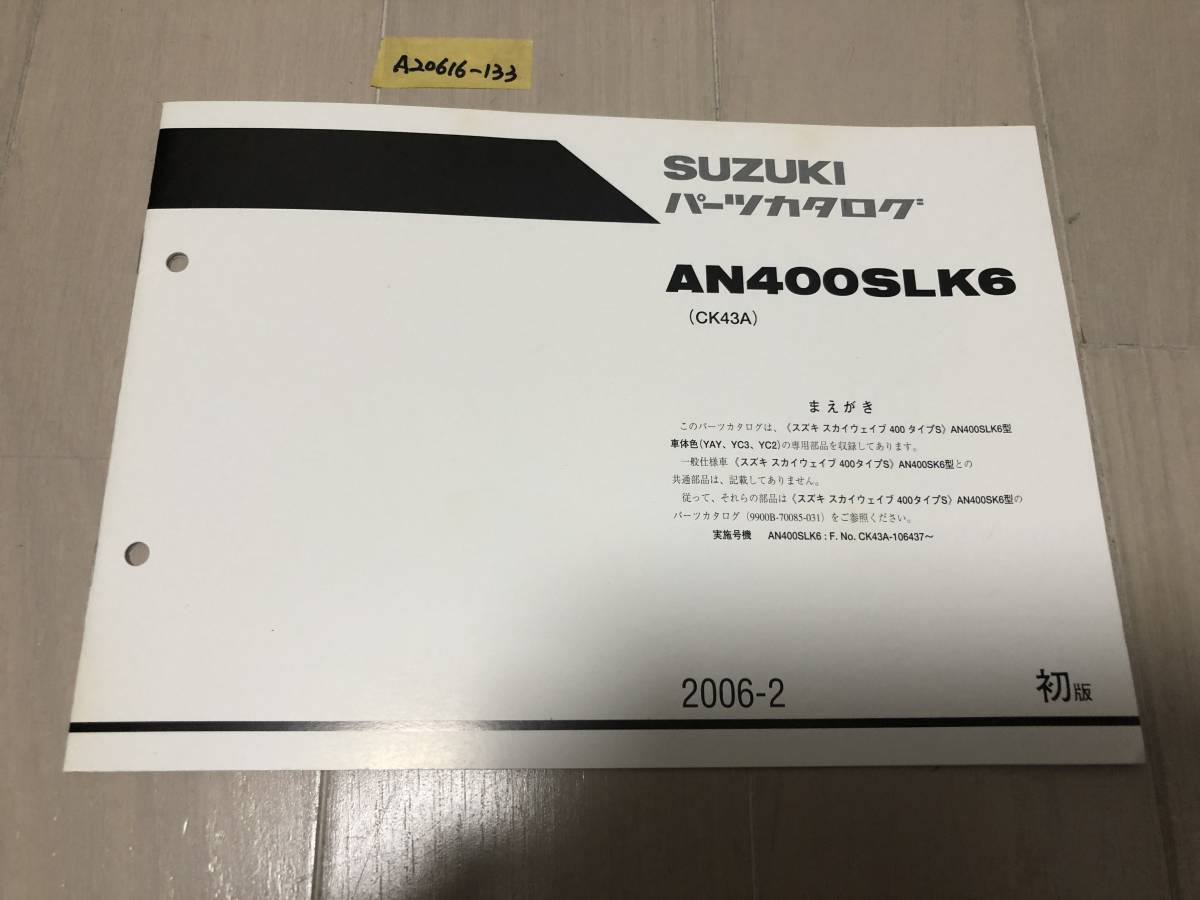 A20616-133
SUZUKI
パーツカタログ
AN400SLK6
(CK43A)
まえがき
このパーツカタログは、《スズキ スカイウェイブ 400 タイプS》AN400SLK6型
車体色(YAY、YC3、YC2)の専用部品を収録してあります。
一般仕様車《スズキ スカイウェイブ 400タイプS》AN400SK6型との
共通部品は、記載してありません。
従って、それらの部品は《スズキ スカイウェイブ 400タイプS》AN400SK6型の
パーツカタログ(9900B-70085-031)をご参照ください。
実施号機 AN400SLK6 : F. No. CK43A-106437～
2006-2 初版